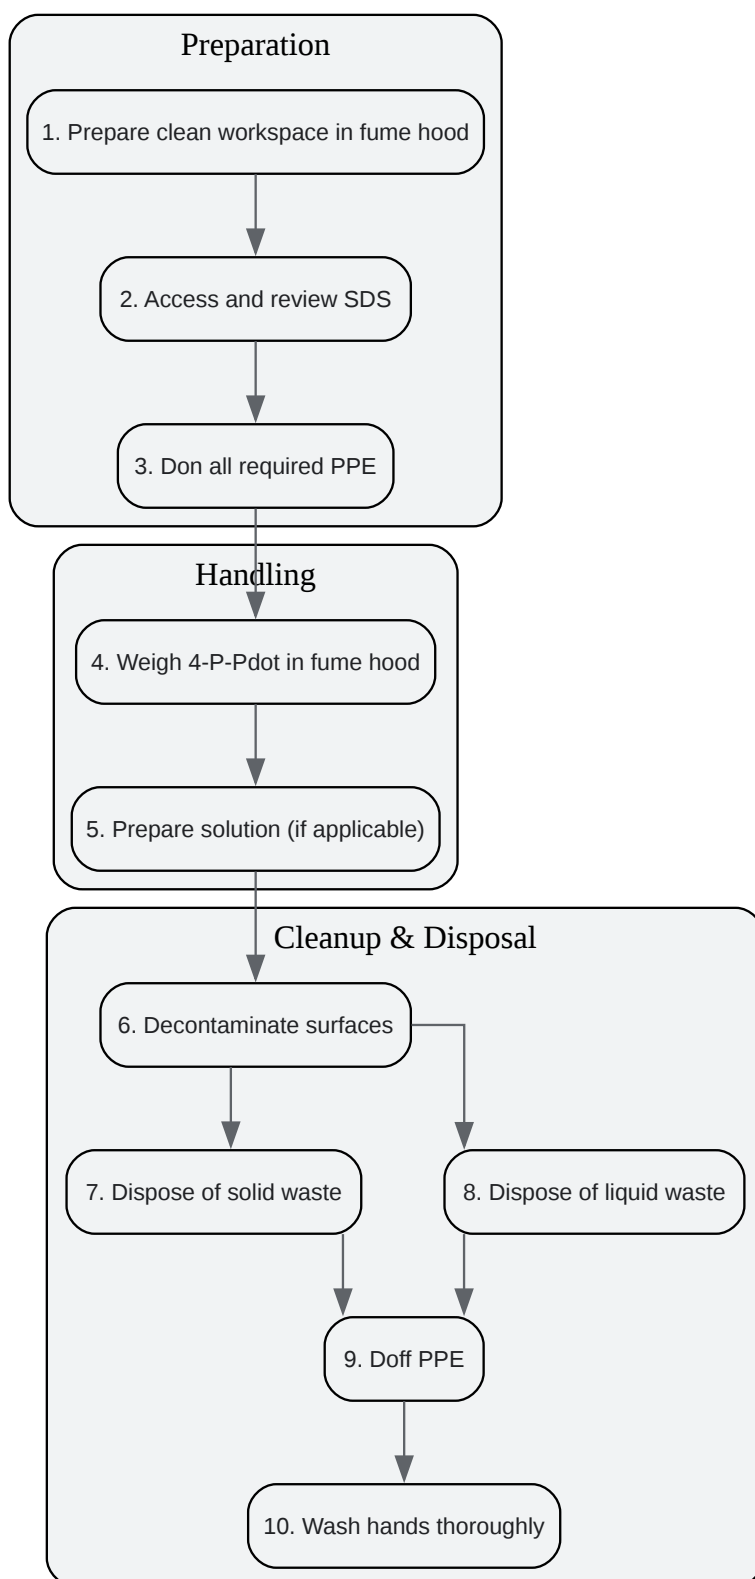 Preparation
1. Prepare clean workspace in fume hood
2. Access and review SDS
3. Don all required PPE
Handling
4. Weigh 4-P-Pdot in fume hood
5. Prepare solution (if applicable)
Cleanup & Disposal
6. Decontaminate surfaces
7. Dispose of solid waste
8. Dispose of liquid waste
9. Doff PPE
10. Wash hands thoroughly